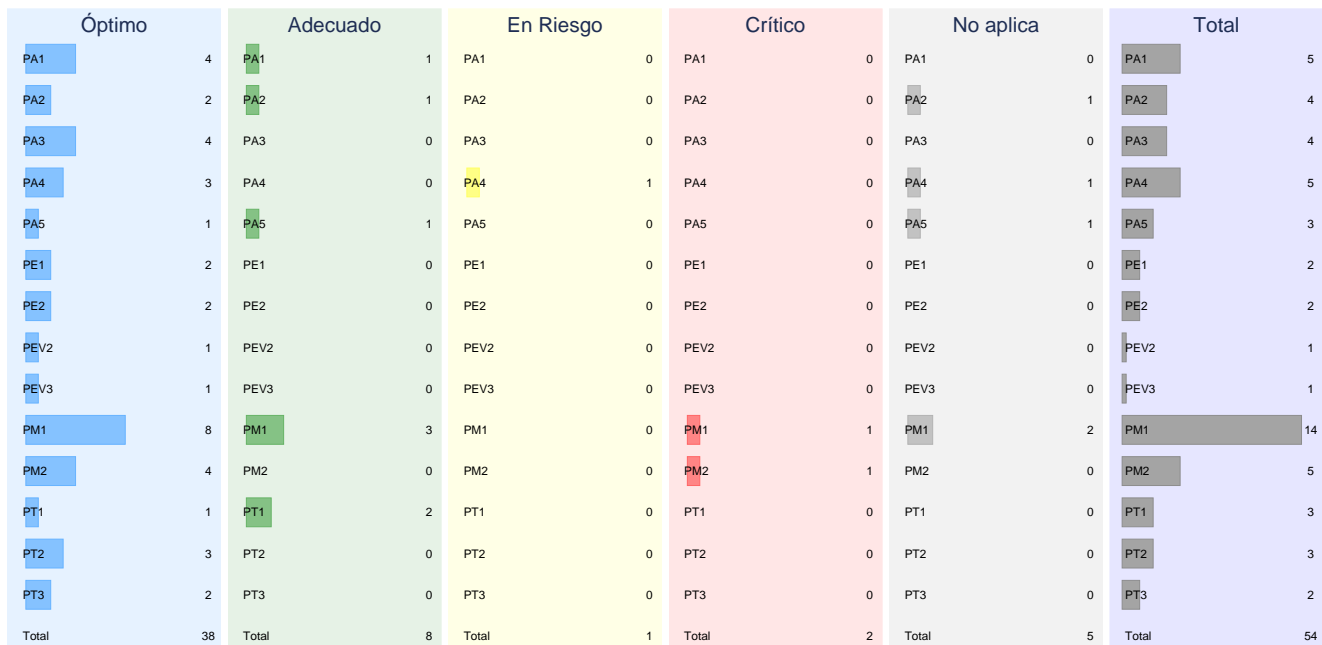 Óptimo Adecuado En Riesgo Crítico No aplica Total
PA1 4 PA1 1 PA1 0 PA1 0 PA1 0 PA1 5
PA2 2 PA2 1 PA2 0 PA2 0 PA2 1 PA2 4
PA3 4 PA3 0 PA3 0 PA3 0 PA3 0 PA3 4
PA4 3 PA4 0 PA4 1 PA4 0 PA4 1 PA4 5
PA5 1 PA5 1 PA5 0 PA5 0 PA5 1 PA5 3
PE1 2 PE1 0 PE1 0 PE1 0 PE1 0 PE1 2
PE2 2 PE2 0 PE2 0 PE2 0 PE2 0 PE2 2
PEV2 1 PEV2 0 PEV2 0 PEV2 0 PEV2 0 PEV2 1
PEV3 1 PEV3 0 PEV3 0 PEV3 0 PEV3 0 PEV3 1
PM1 8 PM1 3 PM1 0 PM1 1 PM1 2 PM1 14
PM2 4 PM2 0 PM2 0 PM2 1 PM2 0 PM2 5
PT1 1 PT1 2 PT1 0 PT1 0 PT1 0 PT1 3
PT2 3 PT2 0 PT2 0 PT2 0 PT2 0 PT2 3
PT3 2 PT3 0 PT3 0 PT3 0 PT3 0 PT3 2
Total 38 Total 8 Total 1 Total 2 Total 5 Total 54